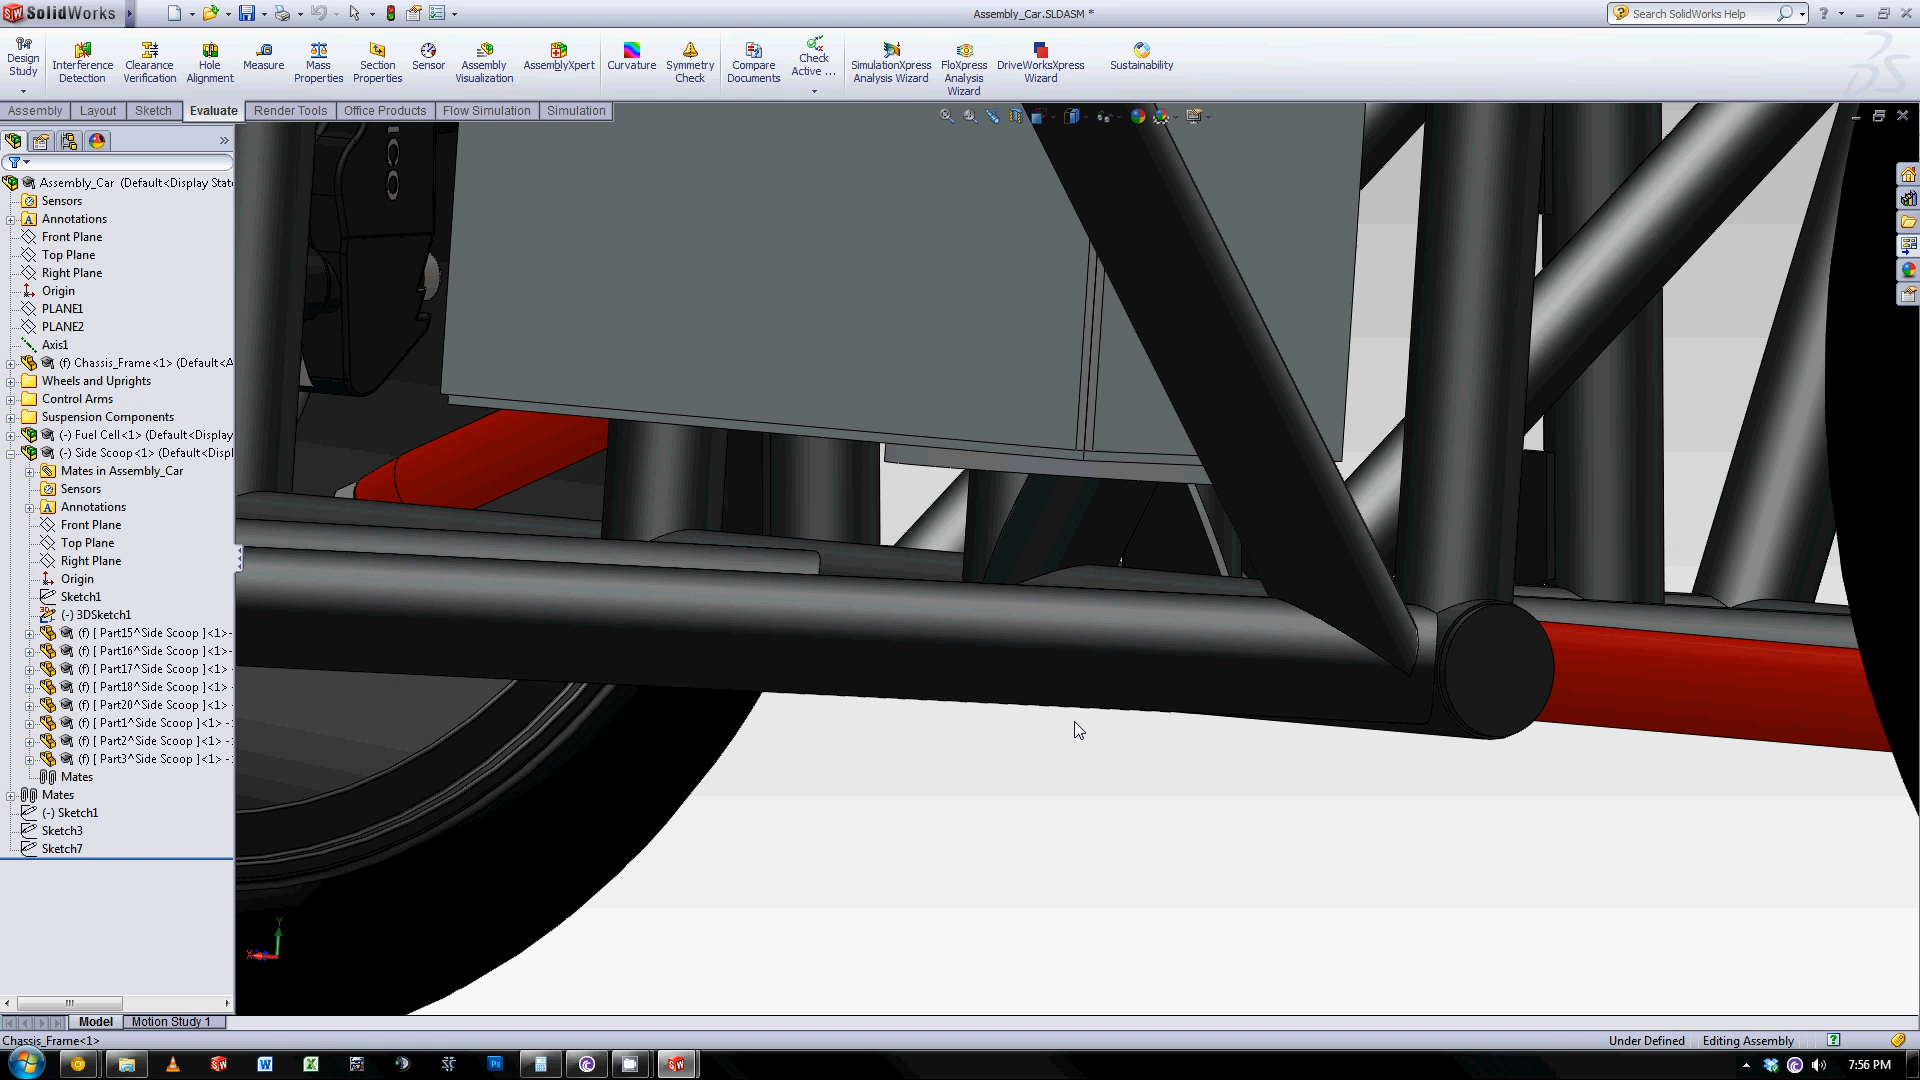 SolidWorks
Assembly_Car.SLDASM *
Search SolidWorks Help
Design Study
Interference Detection
Clearance Verification
Hole Alignment
Measure
Mass Properties
Section Properties
Sensor
Assembly Visualization
AssemblyXpert
Curvature
Symmetry Check
Compare Documents
Check Active ...
SimulationXpress Analysis Wizard
FloXpress Analysis Wizard
DriveWorksXpress Wizard
Sustainability
Assembly
Layout
Sketch
Evaluate
Render Tools
Office Products
Flow Simulation
Simulation
Assembly_Car (Default<Display Stat
Sensors
Annotations
Front Plane
Top Plane
Right Plane
Origin
PLANE1
PLANE2
Axis1
(f) Chassis_Frame<1> (Default<A
Wheels and Uprights
Control Arms
Suspension Components
(-) Fuel Cell<1> (Default<Display
(-) Side Scoop<1> (Default<Displ
Mates in Assembly_Car
Sensors
Annotations
Front Plane
Top Plane
Right Plane
Origin
Sketch1
(-) 3DSketch1
(f) [ Part15^Side Scoop ]<1>-
(f) [ Part16^Side Scoop ]<1>-
(f) [ Part17^Side Scoop ]<1> -
(f) [ Part18^Side Scoop ]<1> -
(f) [ Part20^Side Scoop ]<1> -
(f) [ Part1^Side Scoop ]<1> -:
(f) [ Part2^Side Scoop ]<1> -:
(f) [ Part3^Side Scoop ]<1> -:
Mates
Mates
(-) Sketch1
Sketch3
Sketch7
Y
X
Model
Motion Study 1
Chassis_Frame<1>
Under Defined
Editing Assembly
7:56 PM